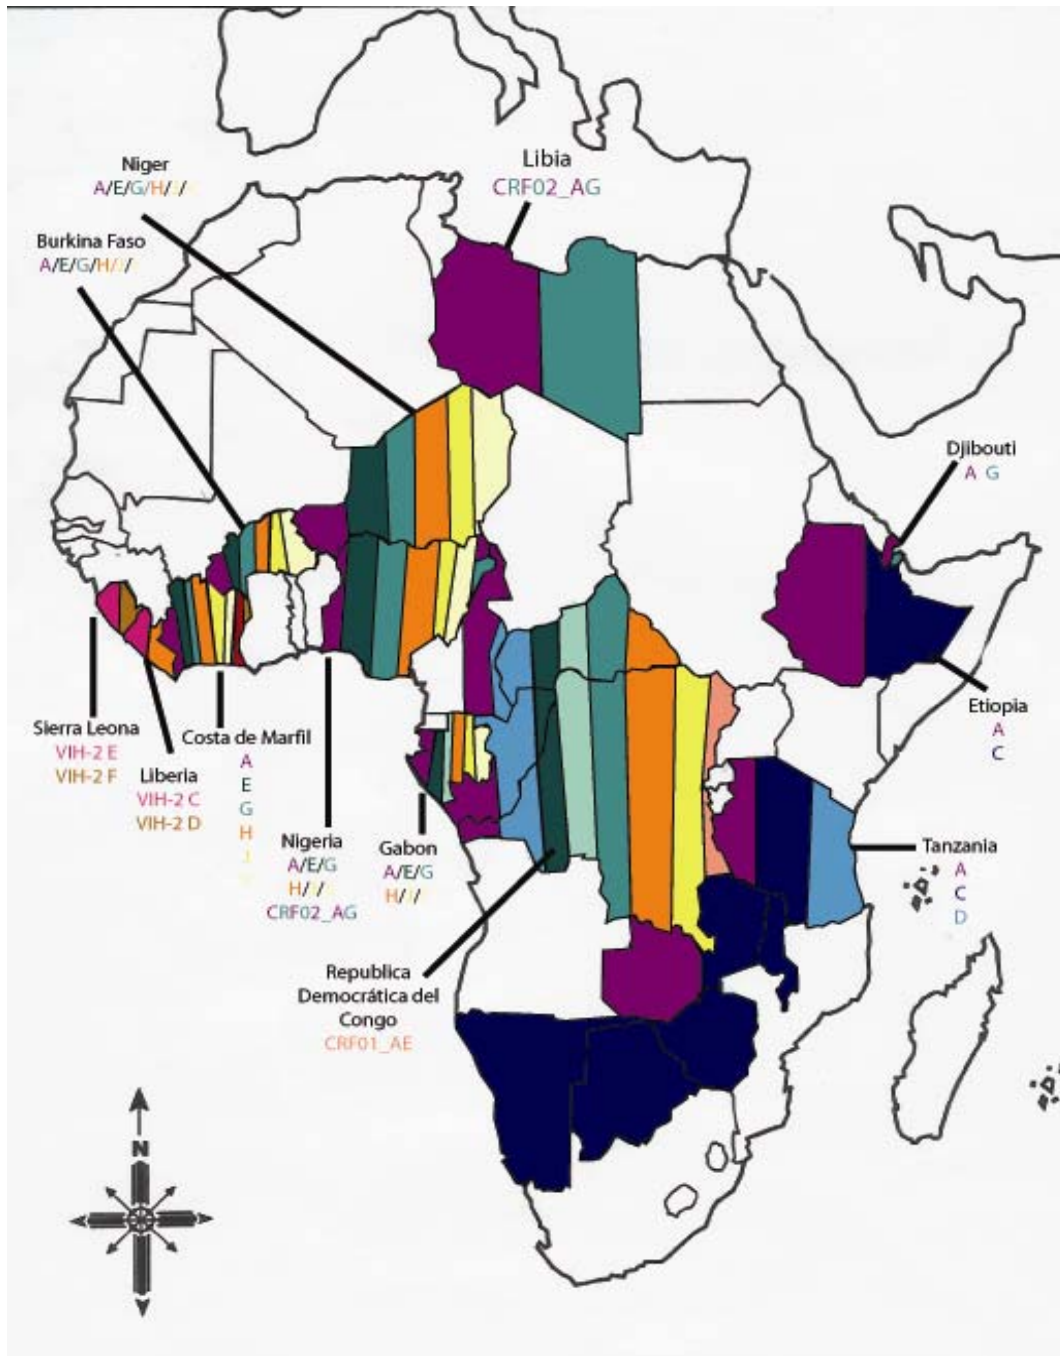 Niger
A/E/G/H/J/
Libia
CRF02_AG
Burkina Faso
A/E/G/H/J/
Djibouti
A G
Etiopia
A
C
Sierra Leona
VIH-2 E
VIH-2 F
Liberia
VIH-2 C
VIH-2 D
Costa de Marfil
A
E
G
H
J
Nigeria
A/E/G
H/J/
CRF02_AG
Gabon
A/E/G
H/J/
Tanzania
A
C
D
Republica
Democrática del
Congo
CRF01_AE
N